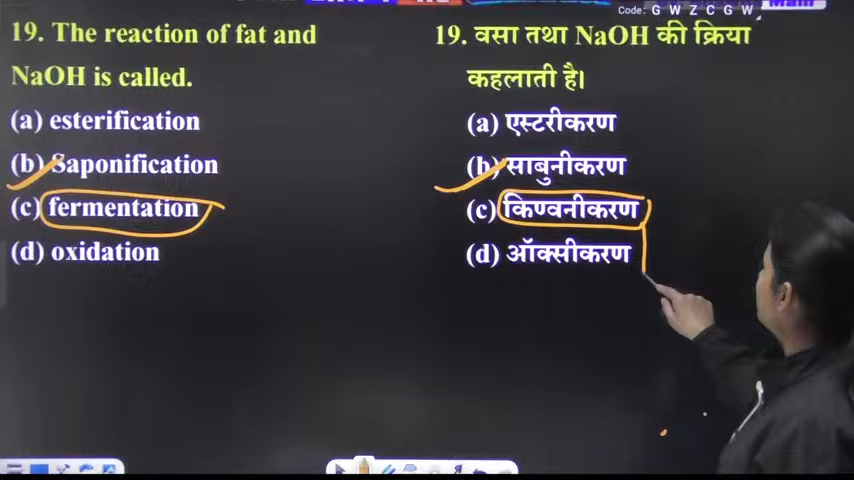 Code: G W Z C G W
Math
19. The reaction of fat and
NaOH is called.
(a) esterification
(b) Saponification
(c) fermentation
(d) oxidation
19. वसा तथा NaOH की क्रिया
कहलाती है।
(a) एस्टरीकरण
(b) साबुनीकरण
(c) किण्वनीकरण
(d) ऑक्सीकरण